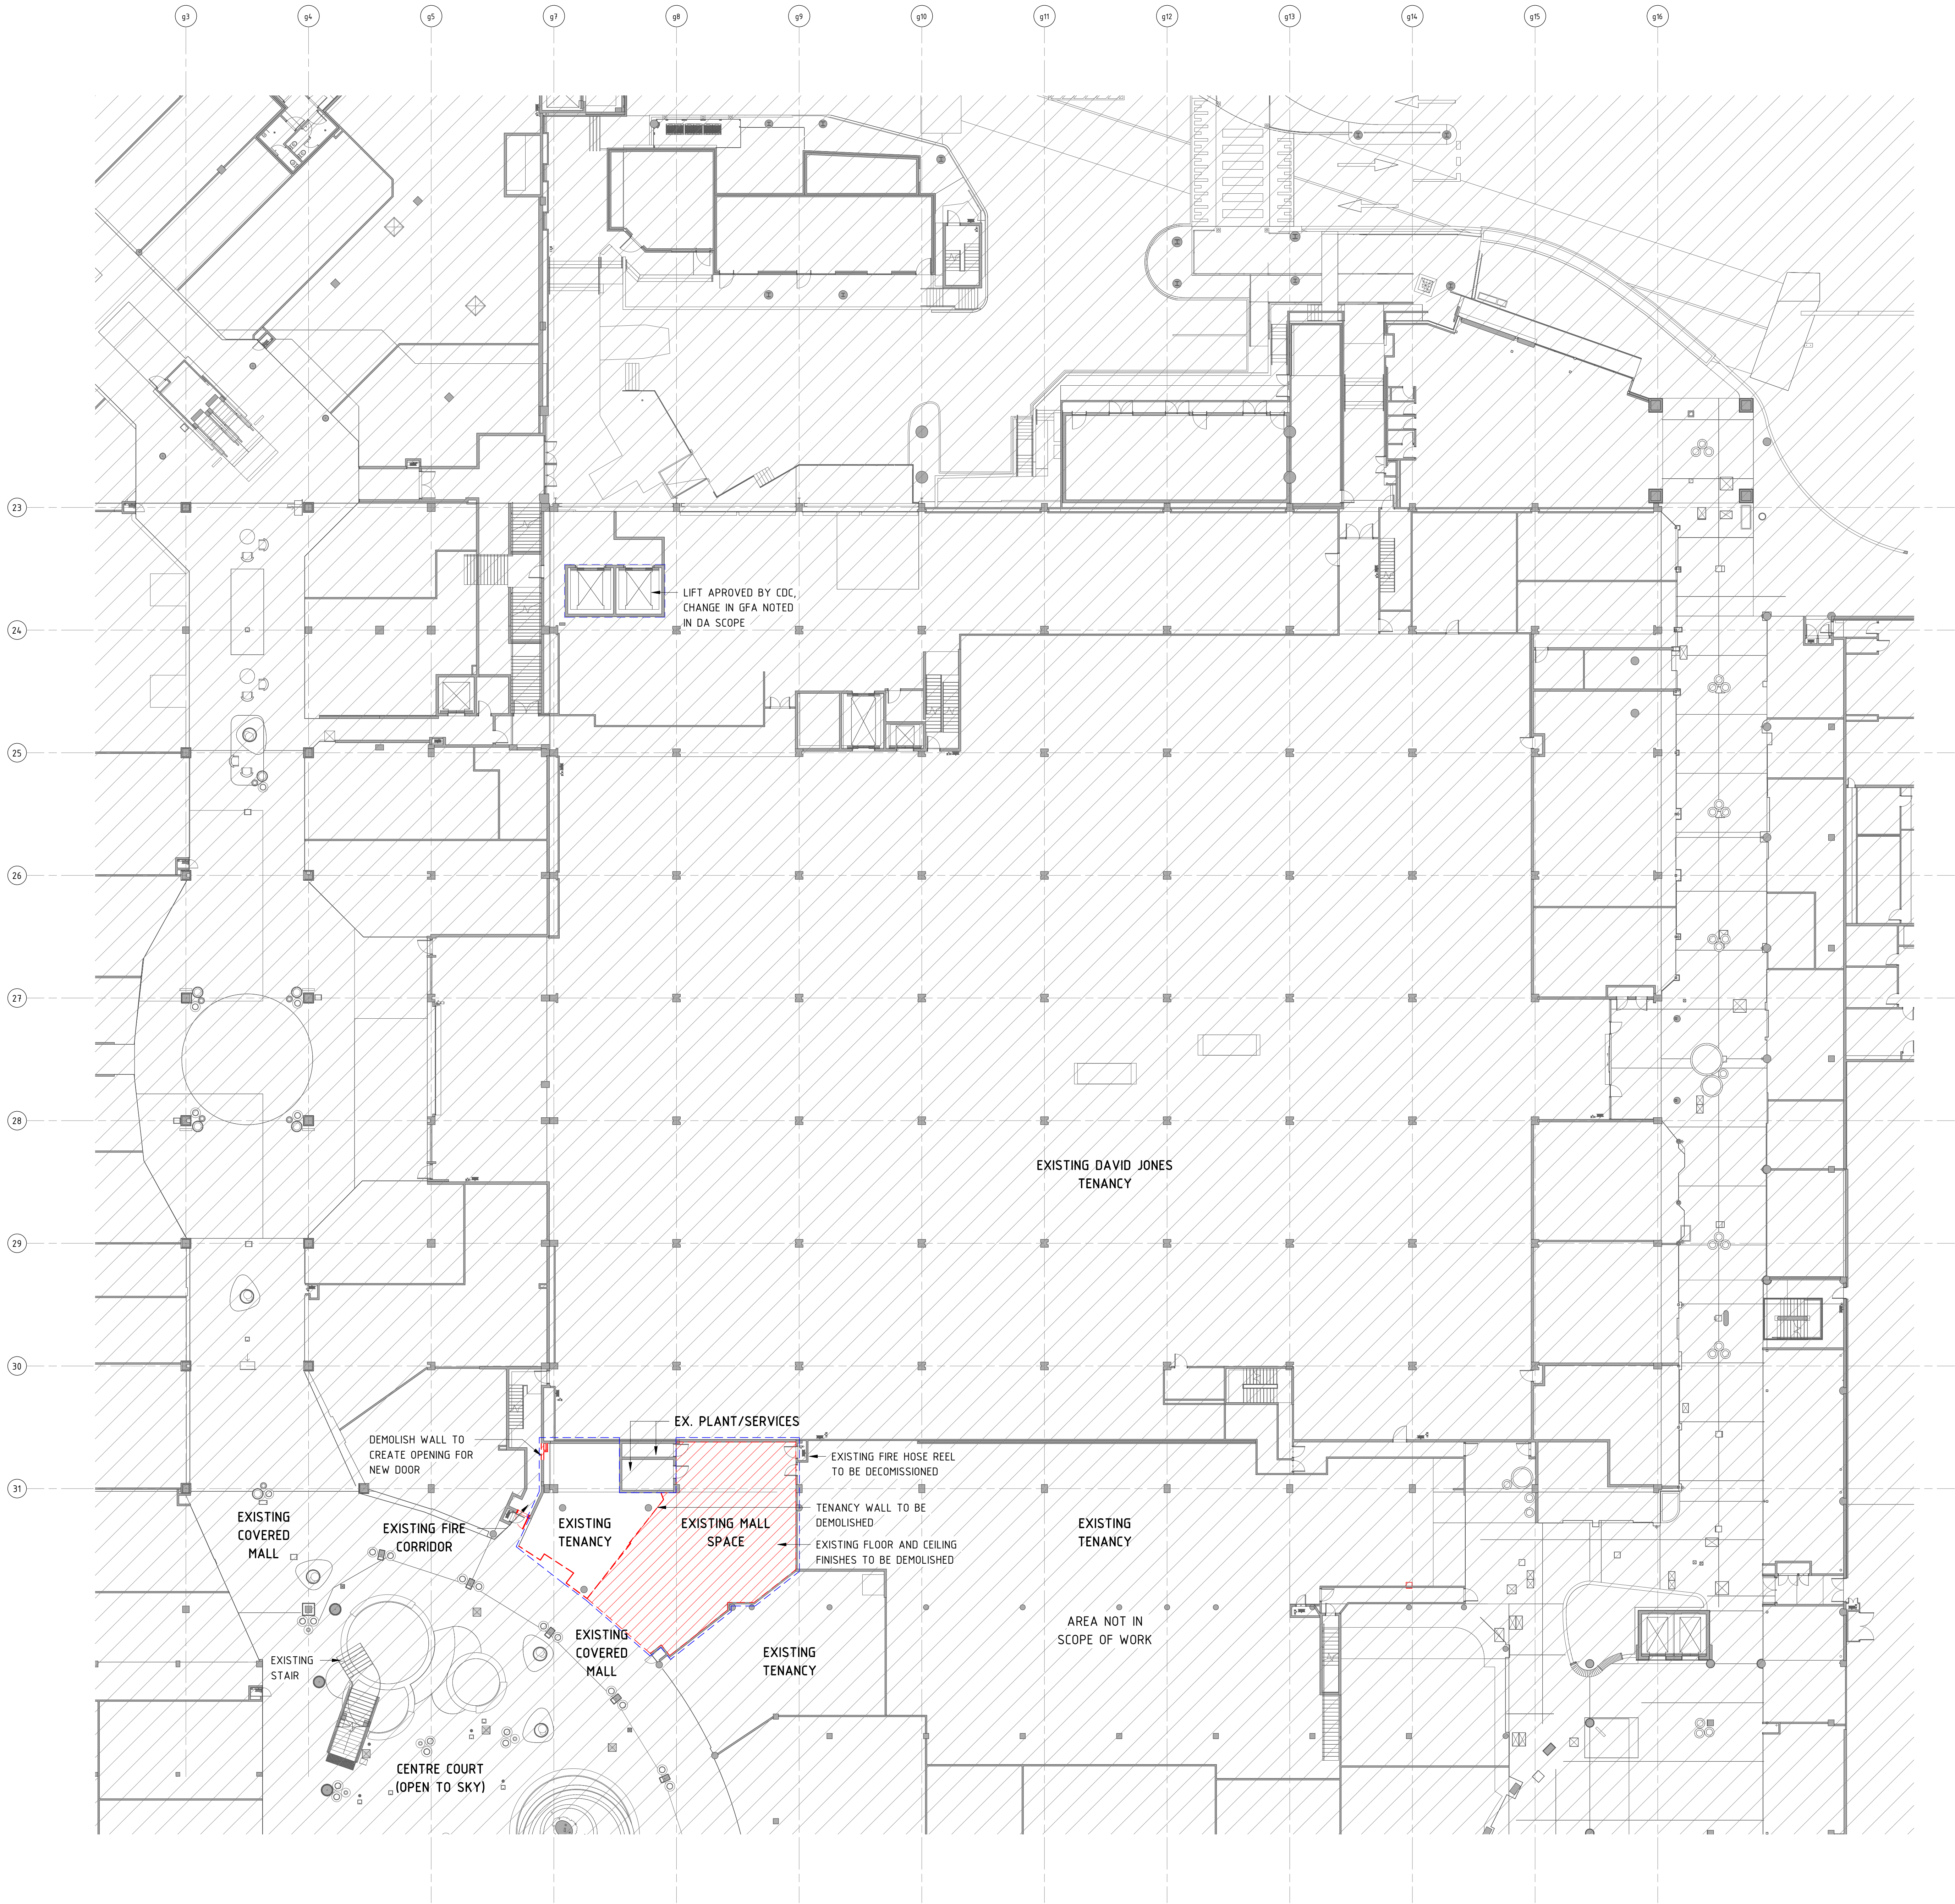 g3
g4
g5
g7
g8
g9
g10
g11
g12
g13
g14
g15
g16
23
LIFT APROVED BY CDC,
CHANGE IN GFA NOTED
IN DA SCOPE
24
25
26
27
28
EXISTING DAVID JONES
TENANCY
29
30
EX. PLANT/SERVICES
DEMOLISH WALL TO
CREATE OPENING FOR
NEW DOOR
EXISTING FIRE HOSE REEL
TO BE DECOMISSIONED
31
TENANCY WALL TO BE
DEMOLISHED
EXISTING
COVERED
MALL
EXISTING FIRE
CORRIDOR
EXISTING
TENANCY
EXISTING MALL
SPACE
EXISTING
TENANCY
EXISTING FLOOR AND CEILING
FINISHES TO BE DEMOLISHED
AREA NOT IN
SCOPE OF WORK
EXISTING
COVERED
MALL
EXISTING
TENANCY
EXISTING
STAIR
CENTRE COURT
(OPEN TO SKY)